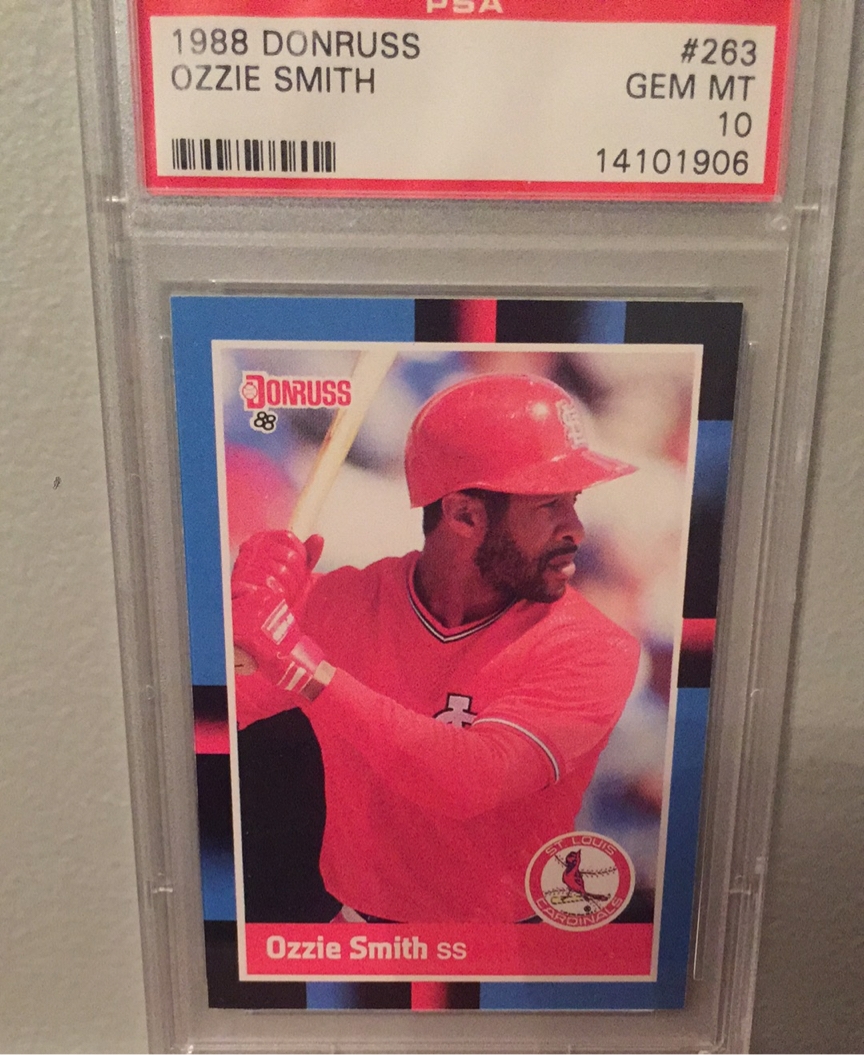 PSA
1988 DONRUSS #263
OZZIE SMITH GEM MT
10
14101906
DONRUSS
88
ST LOUIS
CARDINALS
Ozzie Smith SS